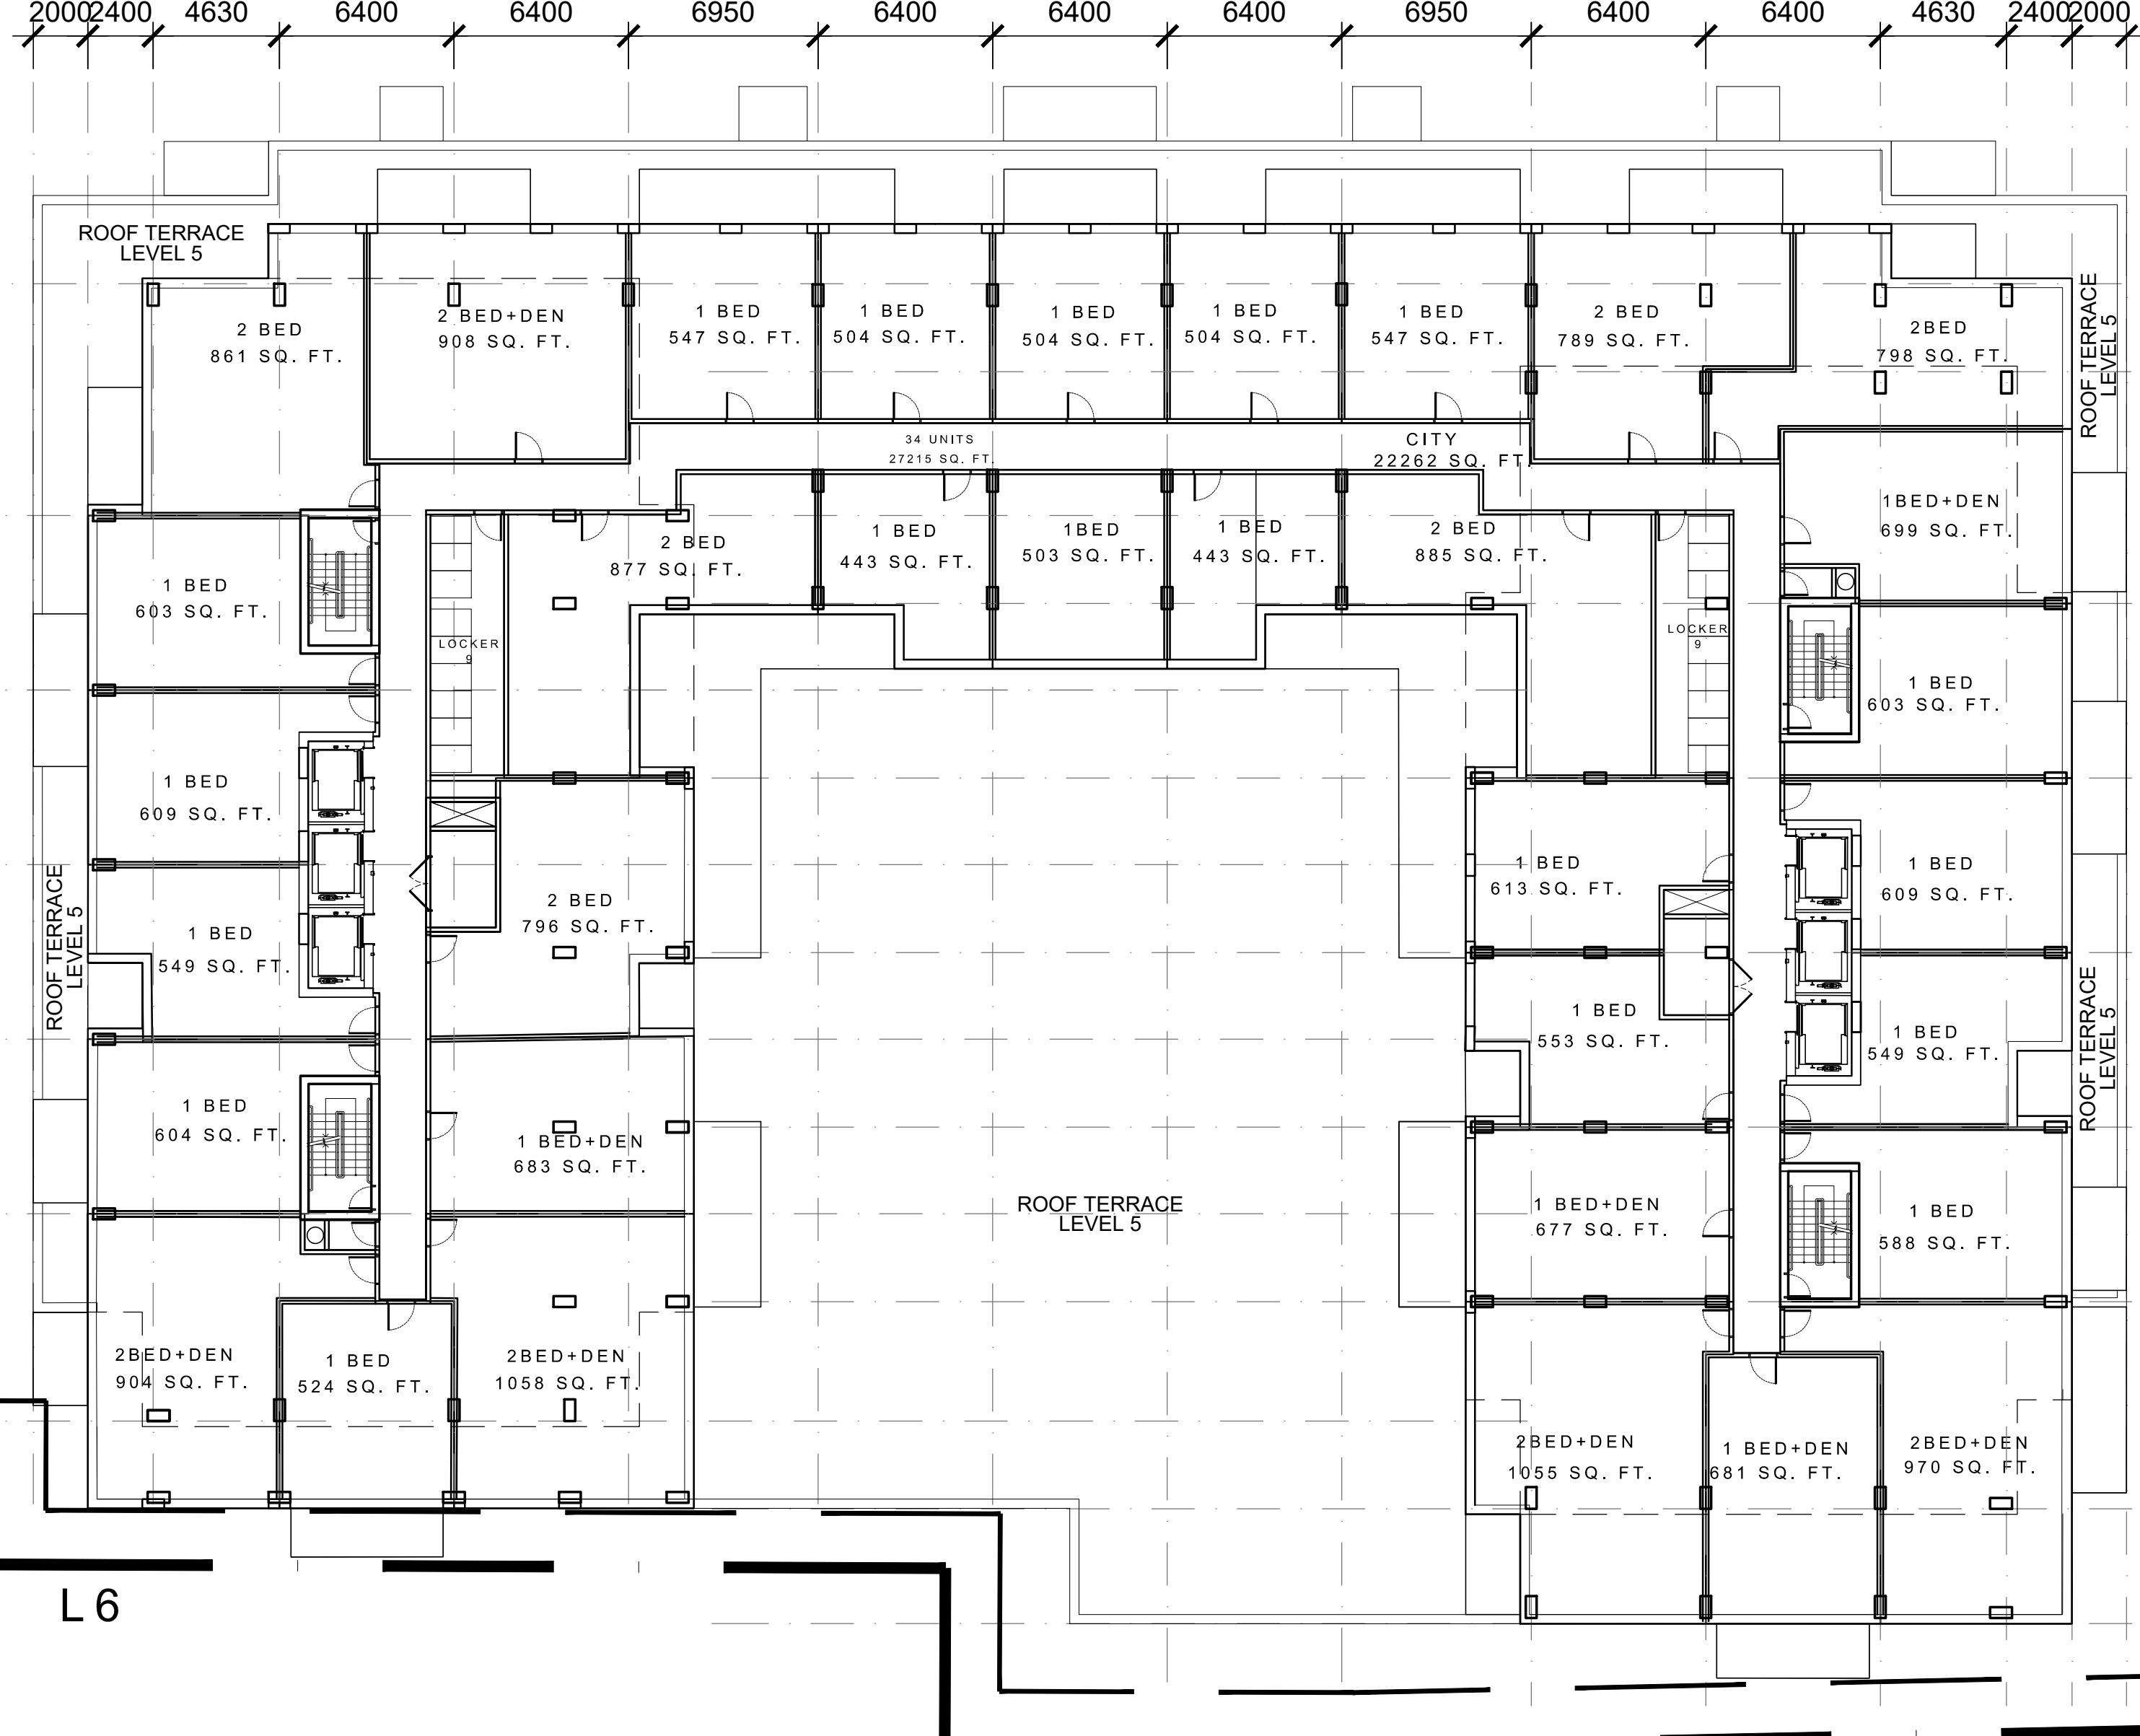 2000 2400 4630 6400 6400 6950 6400 6400 6400 6950 6400 6400 4630 2400 2000
ROOF TERRACE
LEVEL 5
2 BED
861 SQ. FT.
2 BED+DEN
908 SQ. FT.
1 BED
547 SQ. FT.
1 BED
504 SQ. FT.
1 BED
504 SQ. FT.
1 BED
504 SQ. FT.
1 BED
547 SQ. FT.
2 BED
789 SQ. FT.
2BED
798 SQ. FT.
ROOF TERRACE
LEVEL 5
34 UNITS
27215 SQ. FT.
CITY
22262 SQ. FT.
1 BED
603 SQ. FT.
LOCKER
9
2 BED
877 SQ. FT.
1 BED
443 SQ. FT.
1BED
503 SQ. FT.
1 BED
443 SQ. FT.
2 BED
885 SQ. FT.
LOCKER
9
1BED+DEN
699 SQ. FT.
1 BED
603 SQ. FT.
1 BED
609 SQ. FT.
2 BED
796 SQ. FT.
1 BED
613 SQ. FT.
1 BED
609 SQ. FT.
ROOF TERRACE
LEVEL 5
1 BED
549 SQ. FT.
1 BED
553 SQ. FT.
1 BED
549 SQ. FT.
ROOF TERRACE
LEVEL 5
1 BED
604 SQ. FT.
1 BED+DEN
683 SQ. FT.
ROOF TERRACE
LEVEL 5
1 BED+DEN
677 SQ. FT.
1 BED
588 SQ. FT.
2BED+DEN
904 SQ. FT.
1 BED
524 SQ. FT.
2BED+DEN
1058 SQ. FT.
2BED+DEN
1055 SQ. FT.
1 BED+DEN
681 SQ. FT.
2BED+DEN
970 SQ. FT.
L 6